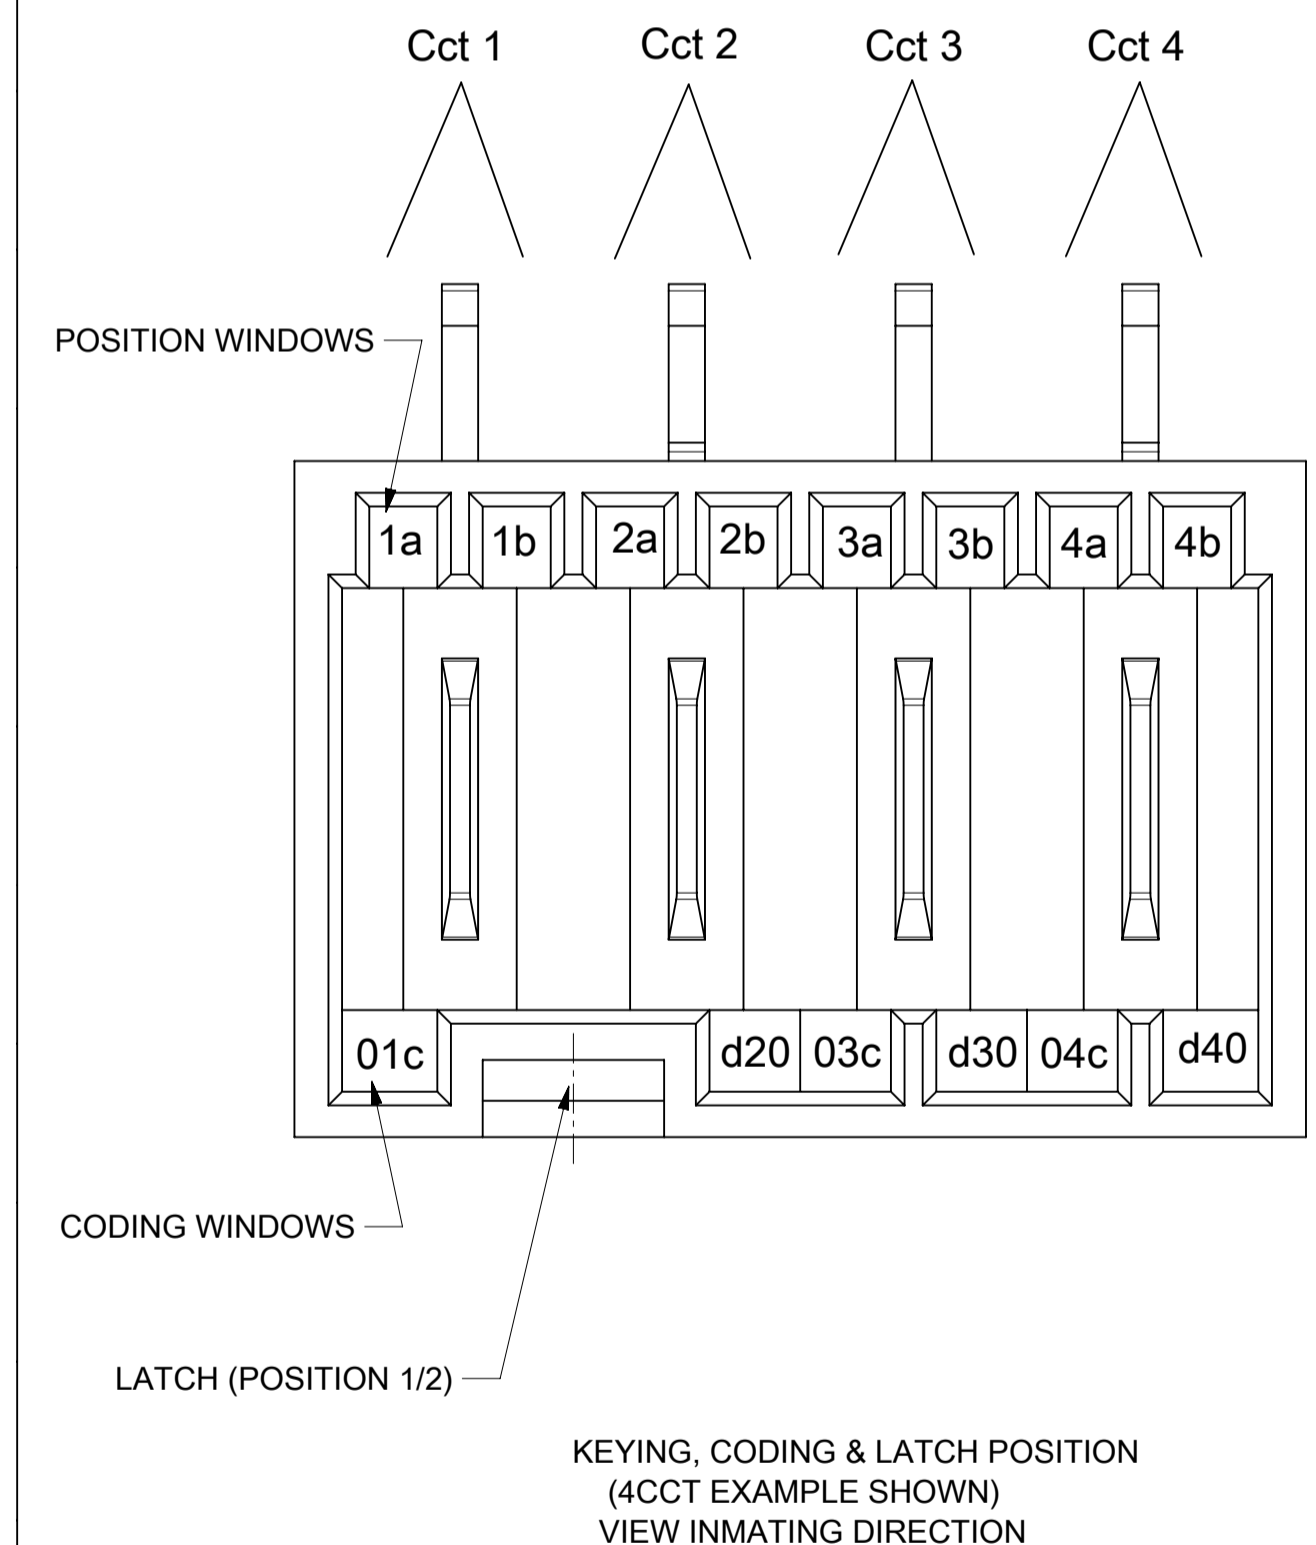 Cct 1 Cct 2 Cct 3 Cct 4
POSITION WINDOWS
1a 1b 2a 2b 3a 3b 4a 4b
01c d20 03c d30 04c d40
CODING WINDOWS
LATCH (POSITION 1/2)
KEYING, CODING & LATCH POSITION
(4CCT EXAMPLE SHOWN)
VIEW INMATING DIRECTION